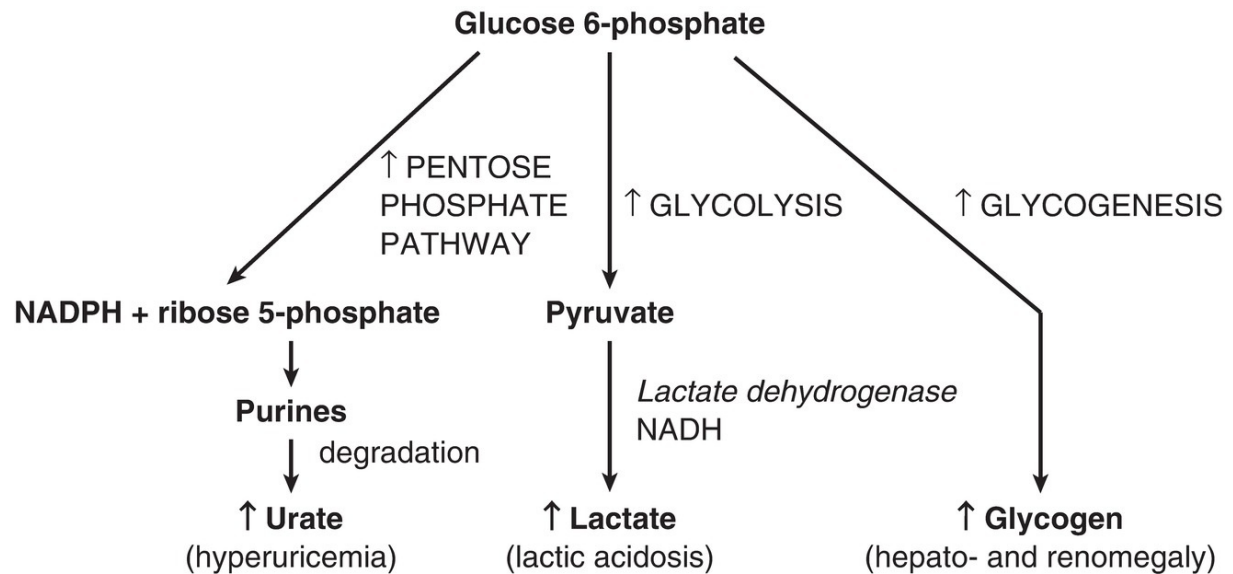 Glucose 6-phosphate
↑ PENTOSE
PHOSPHATE
PATHWAY
↑ GLYCOLYSIS
↑ GLYCOGENESIS
NADPH + ribose 5-phosphate
Pyruvate
Lactate dehydrogenase
NADH
Purines
degradation
↑ Urate
(hyperuricemia)
↑ Lactate
(lactic acidosis)
↑ Glycogen
(hepato- and renomegaly)